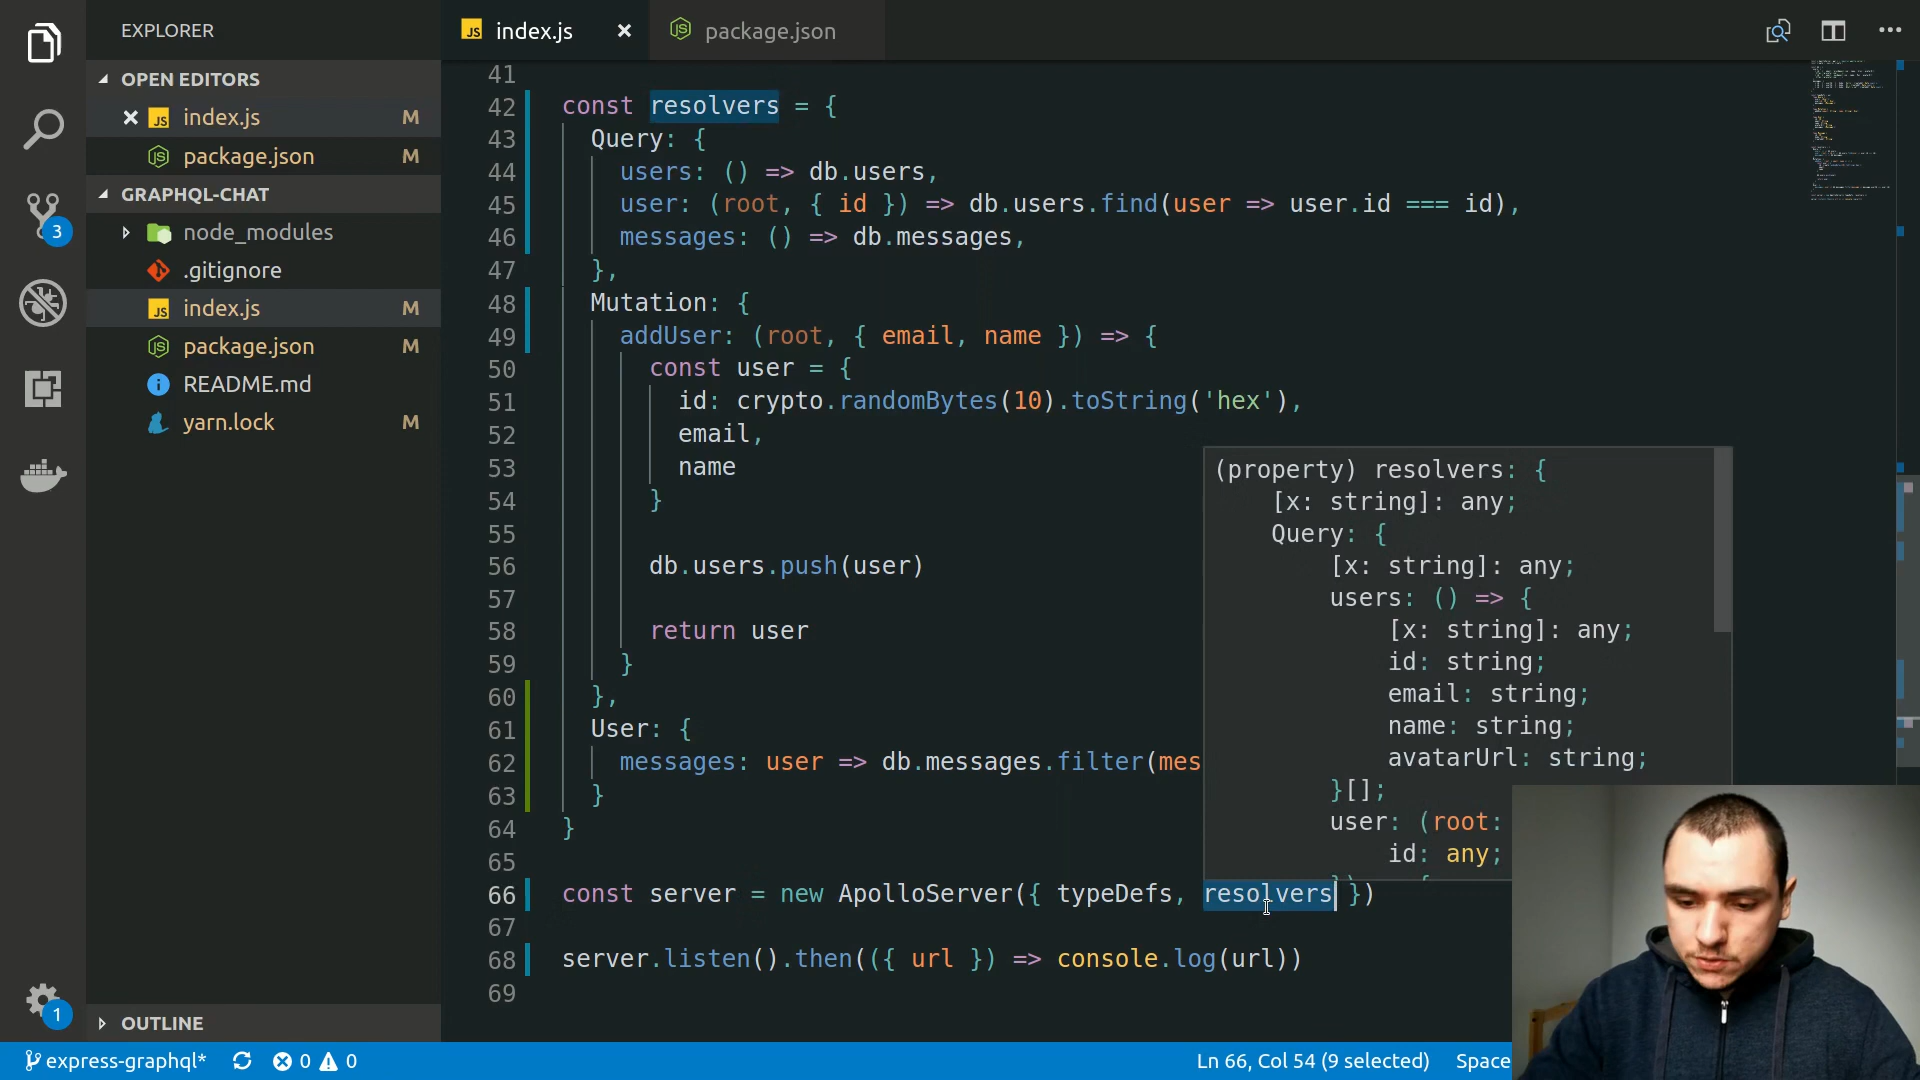 EXPLORER
OPEN EDITORS
index.js M
package.json M
GRAPHQL-CHAT
node_modules
.gitignore
index.js M
package.json M
README.md
yarn.lock M
OUTLINE
3
1
index.js
package.json
41
42 const resolvers = {
43 Query: {
44 users: () => db.users,
45 user: (root, { id }) => db.users.find(user => user.id === id),
46 messages: () => db.messages,
47 },
48 Mutation: {
49 addUser: (root, { email, name }) => {
50 const user = {
51 id: crypto.randomBytes(10).toString('hex'),
52 email,
53 name
54 }
55
56 db.users.push(user)
57
58 return user
59 }
60 },
61 User: {
62 messages: user => db.messages.filter(mes
63 }
64 }
65
66 const server = new ApolloServer({ typeDefs, resolvers })
67
68 server.listen().then(({ url }) => console.log(url))
69
(property) resolvers: {
[x: string]: any;
Query: {
[x: string]: any;
users: () => {
[x: string]: any;
id: string;
email: string;
name: string;
avatarUrl: string;
}[];
user: (root:
id: any;
express-graphql* 0 0 Ln 66, Col 54 (9 selected) Space